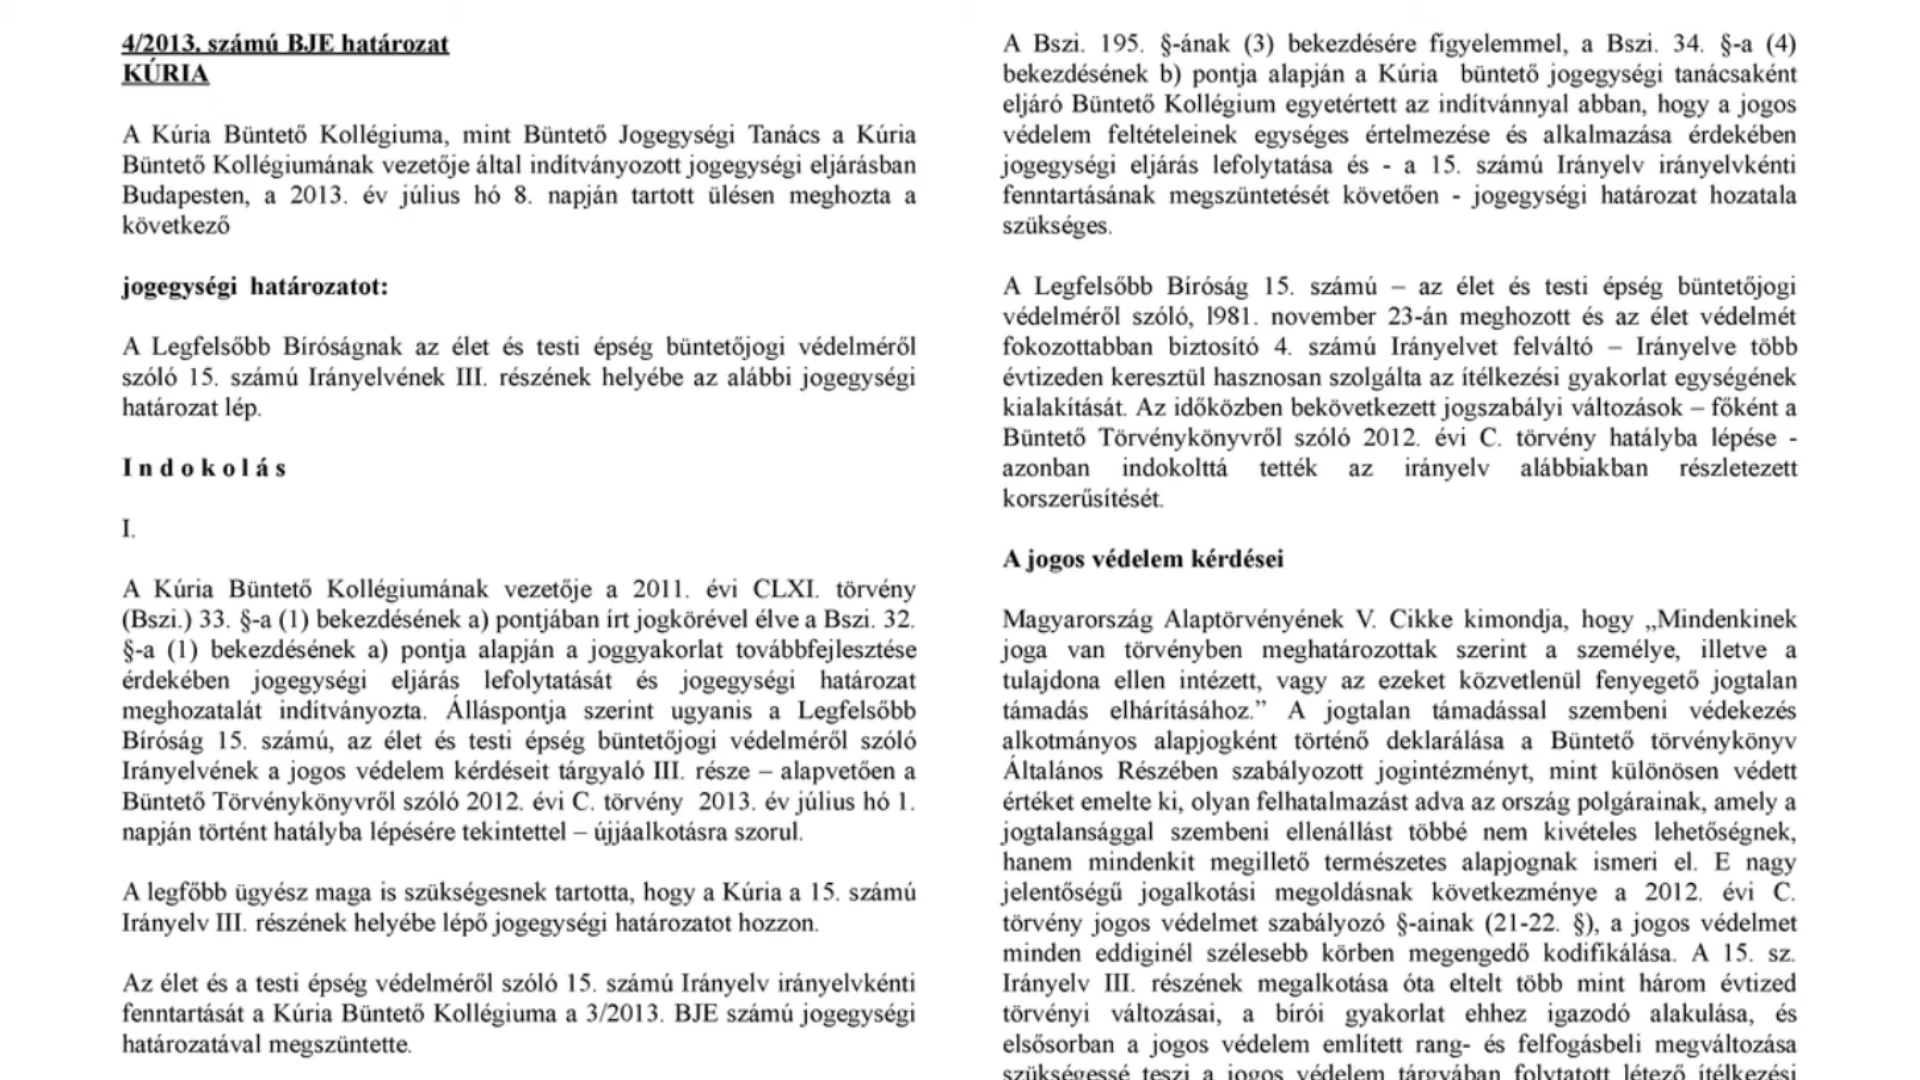 4/2013. számú BJE határozat
KÚRIA
A Kúria Büntető Kollégiuma, mint Büntető Jogegységi Tanács a Kúria
Büntető Kollégiumának vezetője által indítványozott jogegységi eljárásban
Budapesten, a 2013. év július hó 8. napján tartott ülésen meghozta a
következő
jogegységi határozatot:
A Legfelsőbb Bíróságnak az élet és testi épség büntetőjogi védelméről
szóló 15. számú Irányelvének III. részének helyébe az alábbi jogegységi
határozat lép.
I n d o k o l á s
I.
A Kúria Büntető Kollégiumának vezetője a 2011. évi CLXI. törvény
(Bszi.) 33. §-a (1) bekezdésének a) pontjában írt jogkörével élve a Bszi. 32.
§-a (1) bekezdésének a) pontja alapján a joggyakorlat továbbfejlesztése
érdekében jogegységi eljárás lefolytatását és jogegységi határozat
meghozatalát indítványozta. Álláspontja szerint ugyanis a Legfelsőbb
Bíróság 15. számú, az élet és testi épség büntetőjogi védelméről szóló
Irányelvének a jogos védelem kérdéseit tárgyaló III. része – alapvetően a
Büntető Törvénykönyvről szóló 2012. évi C. törvény 2013. év július hó 1.
napján történt hatályba lépésére tekintettel – újjáalkotásra szorul.
A legfőbb ügyész maga is szükségesnek tartotta, hogy a Kúria a 15. számú
Irányelv III. részének helyébe lépő jogegységi határozatot hozzon.
Az élet és a testi épség védelméről szóló 15. számú Irányelv irányelvkénti
fenntartását a Kúria Büntető Kollégiuma a 3/2013. BJE számú jogegységi
határozatával megszüntette.
A Bszi. 195. §-ának (3) bekezdésére figyelemmel, a Bszi. 34. §-a (4)
bekezdésének b) pontja alapján a Kúria büntető jogegységi tanácsaként
eljáró Büntető Kollégium egyetértett az indítvánnyal abban, hogy a jogos
védelem feltételeinek egységes értelmezése és alkalmazása érdekében
jogegységi eljárás lefolytatása és - a 15. számú Irányelv irányelvkénti
fenntartásának megszüntetését követően - jogegységi határozat hozatala
szükséges.
A Legfelsőbb Bíróság 15. számú – az élet és testi épség büntetőjogi
védelméről szóló, l981. november 23-án meghozott és az élet védelmét
fokozottabban biztosító 4. számú Irányelvet felváltó – Irányelve több
évtizeden keresztül hasznosan szolgálta az ítélkezési gyakorlat egységének
kialakítását. Az időközben bekövetkezett jogszabályi változások – főként a
Büntető Törvénykönyvről szóló 2012. évi C. törvény hatályba lépése -
azonban indokolttá tették az irányelv alábbiakban részletezett
korszerűsítését.
A jogos védelem kérdései
Magyarország Alaptörvényének V. Cikke kimondja, hogy „Mindenkinek
joga van törvényben meghatározottak szerint a személye, illetve a
tulajdona ellen intézett, vagy az ezeket közvetlenül fenyegető jogtalan
támadás elhárításához.” A jogtalan támadással szembeni védekezés
alkotmányos alapjogként történő deklarálása a Büntető törvénykönyv
Általános Részében szabályozott jogintézményt, mint különösen védett
értéket emelte ki, olyan felhatalmazást adva az ország polgárainak, amely a
jogtalansággal szembeni ellenállást többé nem kivételes lehetőségnek,
hanem mindenkit megillető természetes alapjognak ismeri el. E nagy
jelentőségű jogalkotási megoldásnak következménye a 2012. évi C.
törvény jogos védelmet szabályozó §-ainak (21-22. §), a jogos védelmet
minden eddiginél szélesebb körben megengedő kodifikálása. A 15. sz.
Irányelv III. részének megalkotása óta eltelt több mint három évtized
törvényi változásai, a bírói gyakorlat ehhez igazodó alakulása, és
elsősorban a jogos védelem említett rang- és felfogásbeli megváltozása
szükségessé teszi a jogos védelem tárgyában folytatott létező ítélkezési